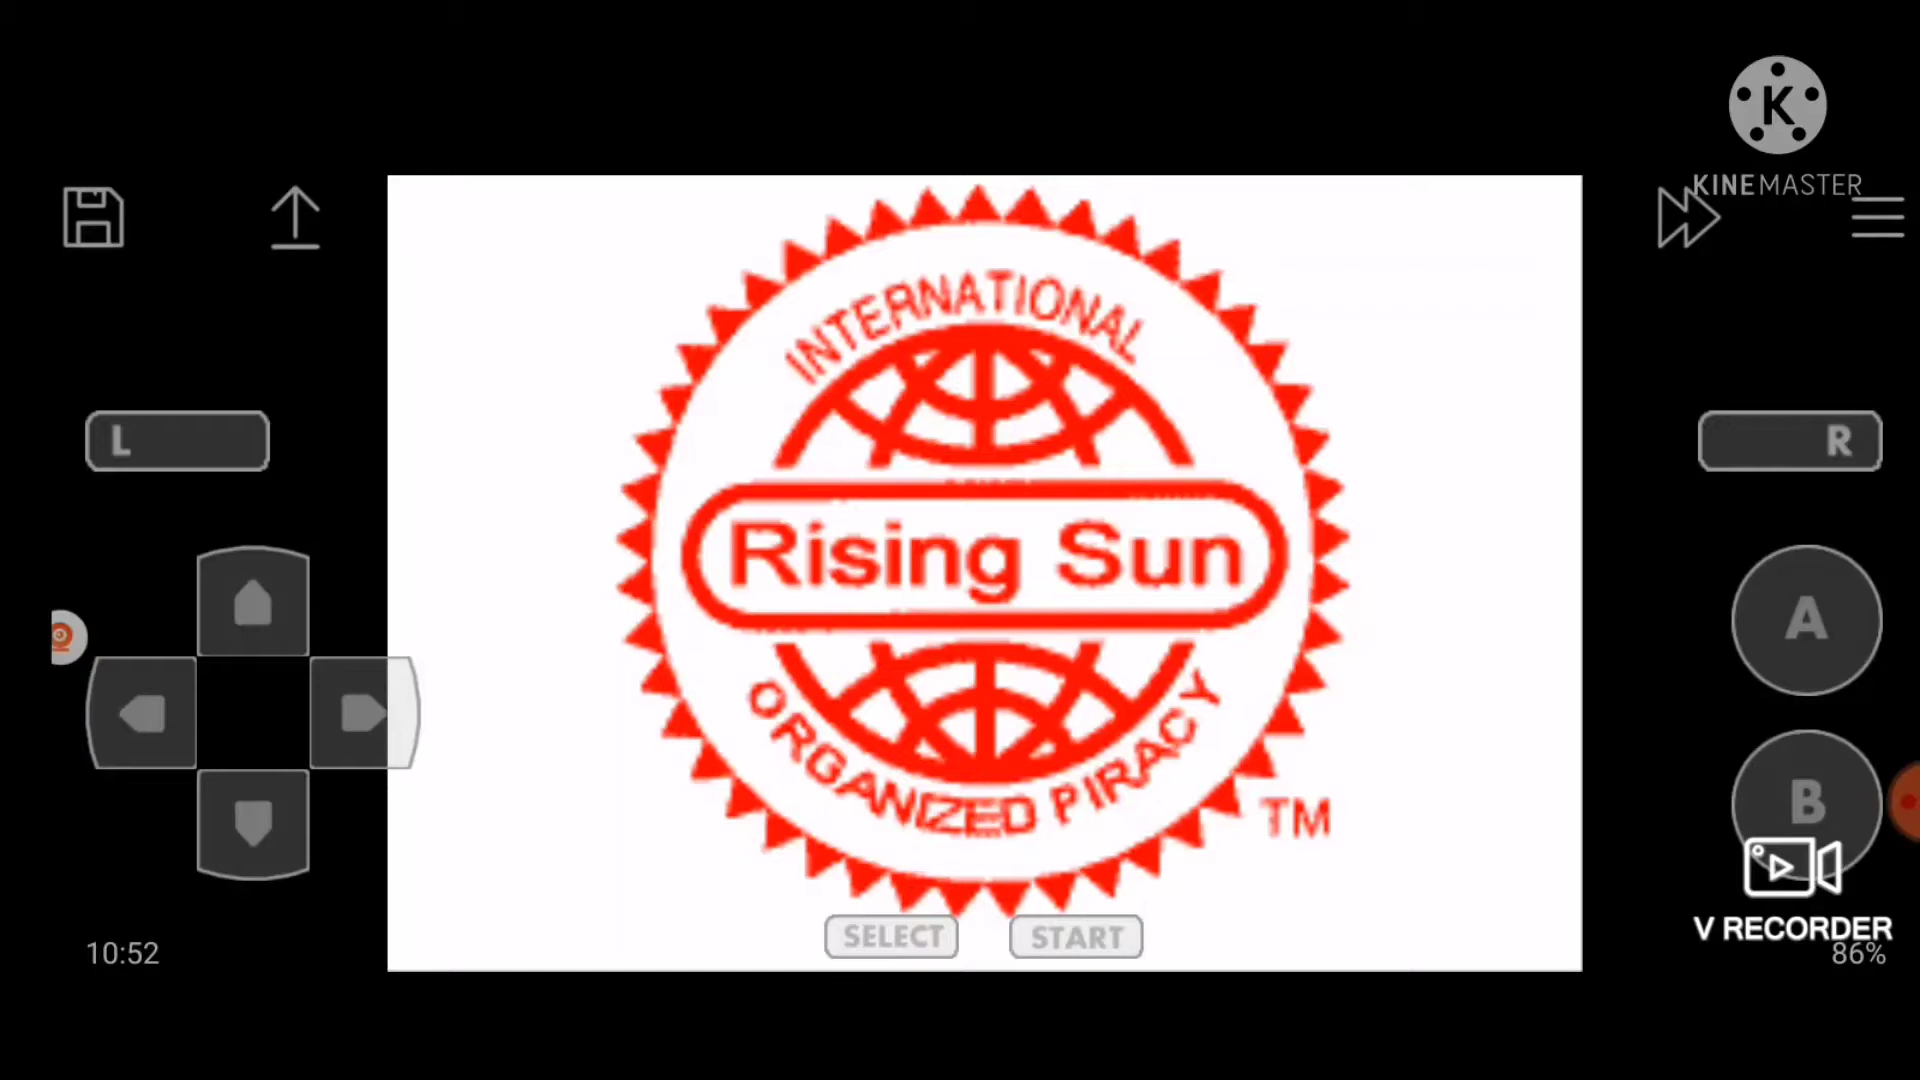 K
KINEMASTER
INTERNATIONAL
L
R
Rising Sun
A
ORGANIZED PIRACY
B
TM
SELECT
START
V RECORDER
10:52
86%